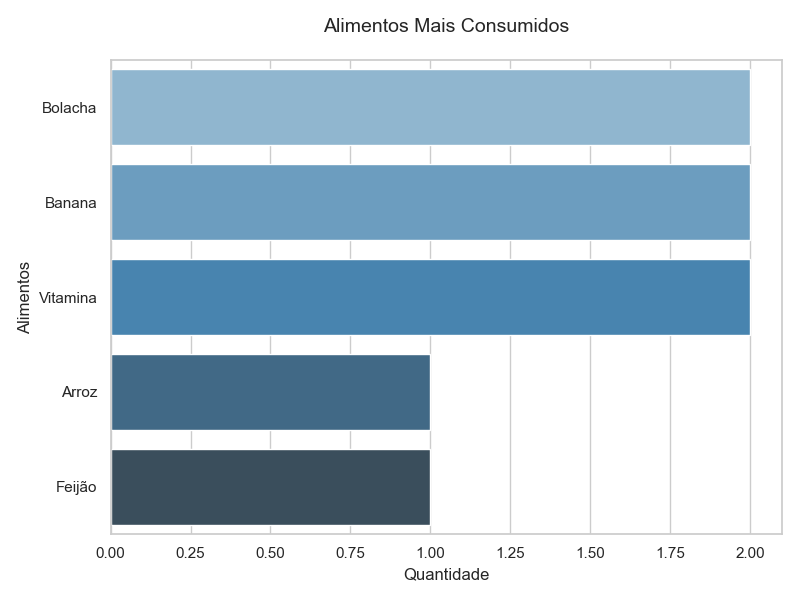 Alimentos Mais Consumidos
Bolacha
Banana
Vitamina
Arroz
Feijão
Alimentos
0.00 0.25 0.50 0.75 1.00 1.25 1.50 1.75 2.00
Quantidade